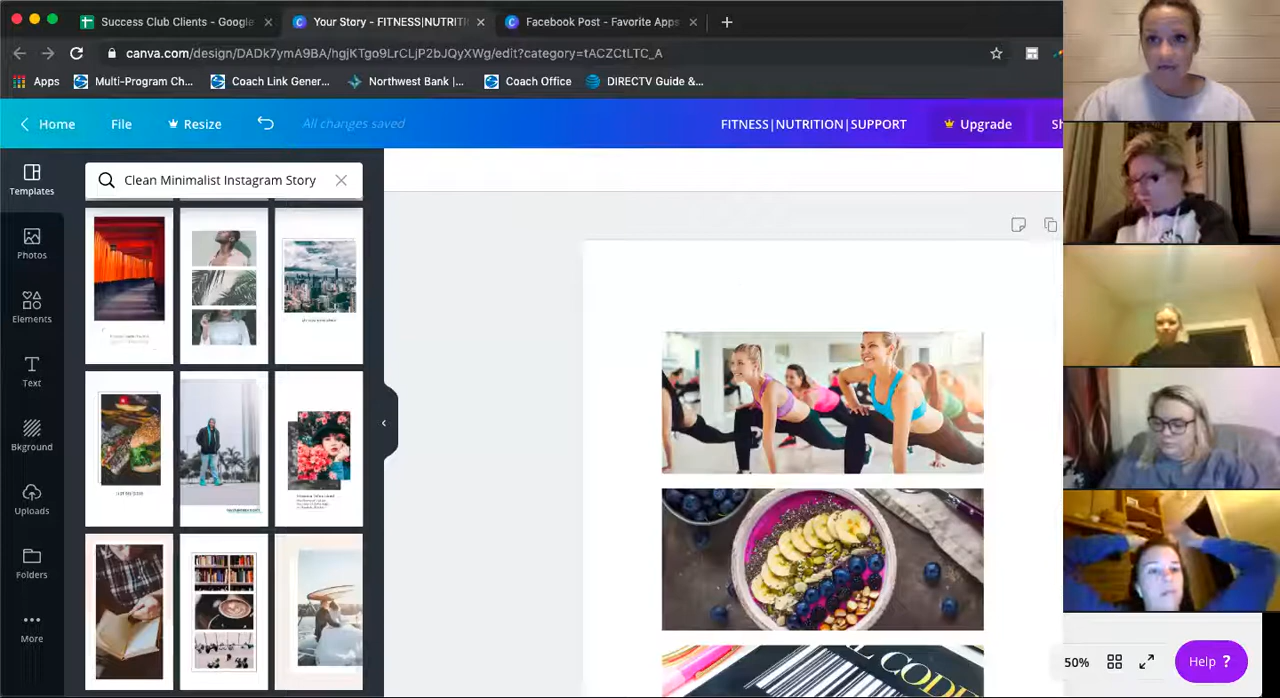 Success Club Clients - Google
Your Story - FITNESS|NUTRITI
Facebook Post - Favorite Apps
canva.com/design/DADk7ymA9BA/hgjKTgo9LrCLjP2bJQyXWg/edit?category=tACZCtLTC_A
Apps
Multi-Program Ch...
Coach Link Gener...
Northwest Bank |...
Coach Office
DIRECTV Guide &...
Home
File
Resize
All changes saved
FITNESS|NUTRITION|SUPPORT
Upgrade
Sh
Templates
Clean Minimalist Instagram Story
Photos
Elements
Text
Bkground
Uploads
Folders
More
CODE
50%
Help ?